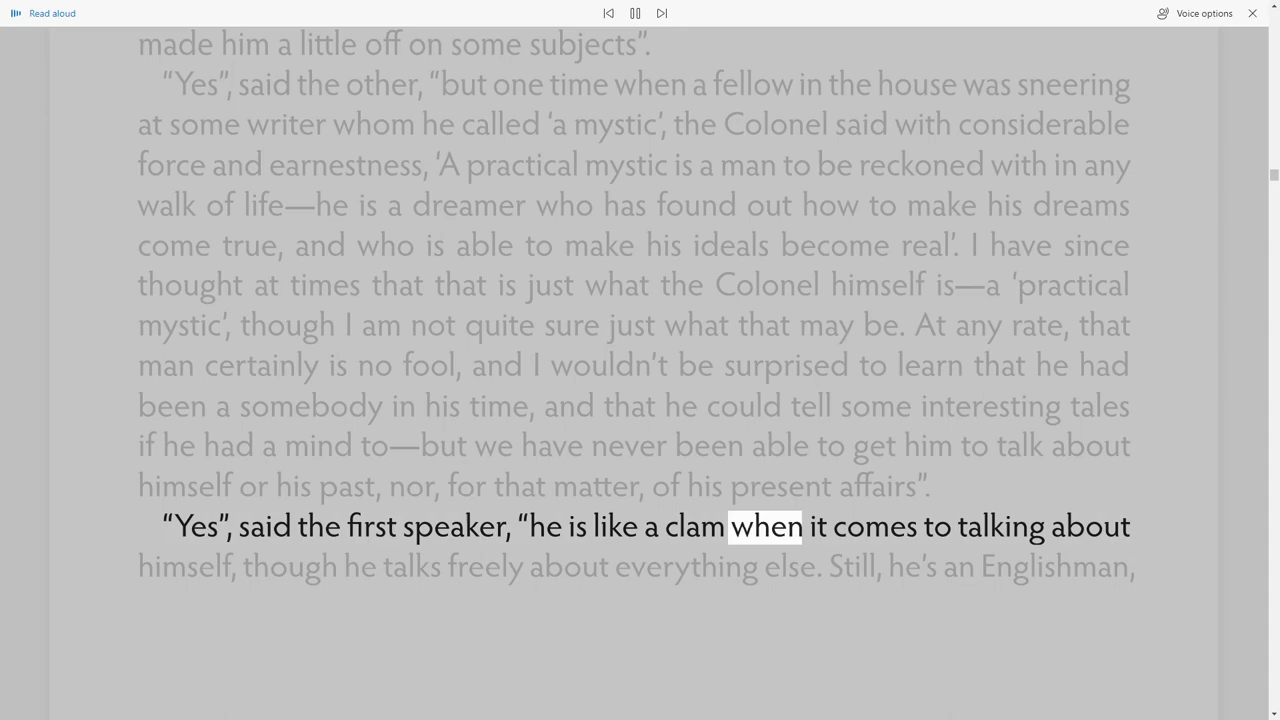 Read aloud
Voice options
made him a little off on some subjects”.
“Yes”, said the other, “but one time when a fellow in the house was sneering
at some writer whom he called ‘a mystic’, the Colonel said with considerable
force and earnestness, ‘A practical mystic is a man to be reckoned with in any
walk of life—he is a dreamer who has found out how to make his dreams
come true, and who is able to make his ideals become real’. I have since
thought at times that that is just what the Colonel himself is—a ‘practical
mystic’, though I am not quite sure just what that may be. At any rate, that
man certainly is no fool, and I wouldn’t be surprised to learn that he had
been a somebody in his time, and that he could tell some interesting tales
if he had a mind to—but we have never been able to get him to talk about
himself or his past, nor, for that matter, of his present affairs”.
“Yes”, said the first speaker, “he is like a clam when it comes to talking about
himself, though he talks freely about everything else. Still, he’s an Englishman,